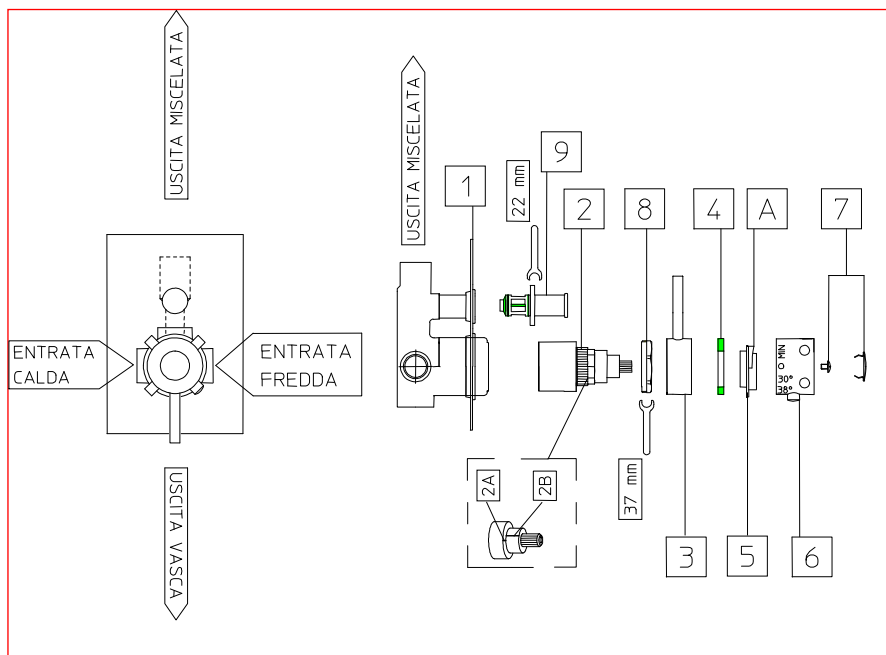 USCITA MISCELATA
USCITA MISCELATA
1
22 mm
9
2
8
4
A
7
ENTRATA
CALDA
ENTRATA
FREDDA
MIN
30°
38°
USCITA VASCA
2A
2B
37 mm
3
5
6